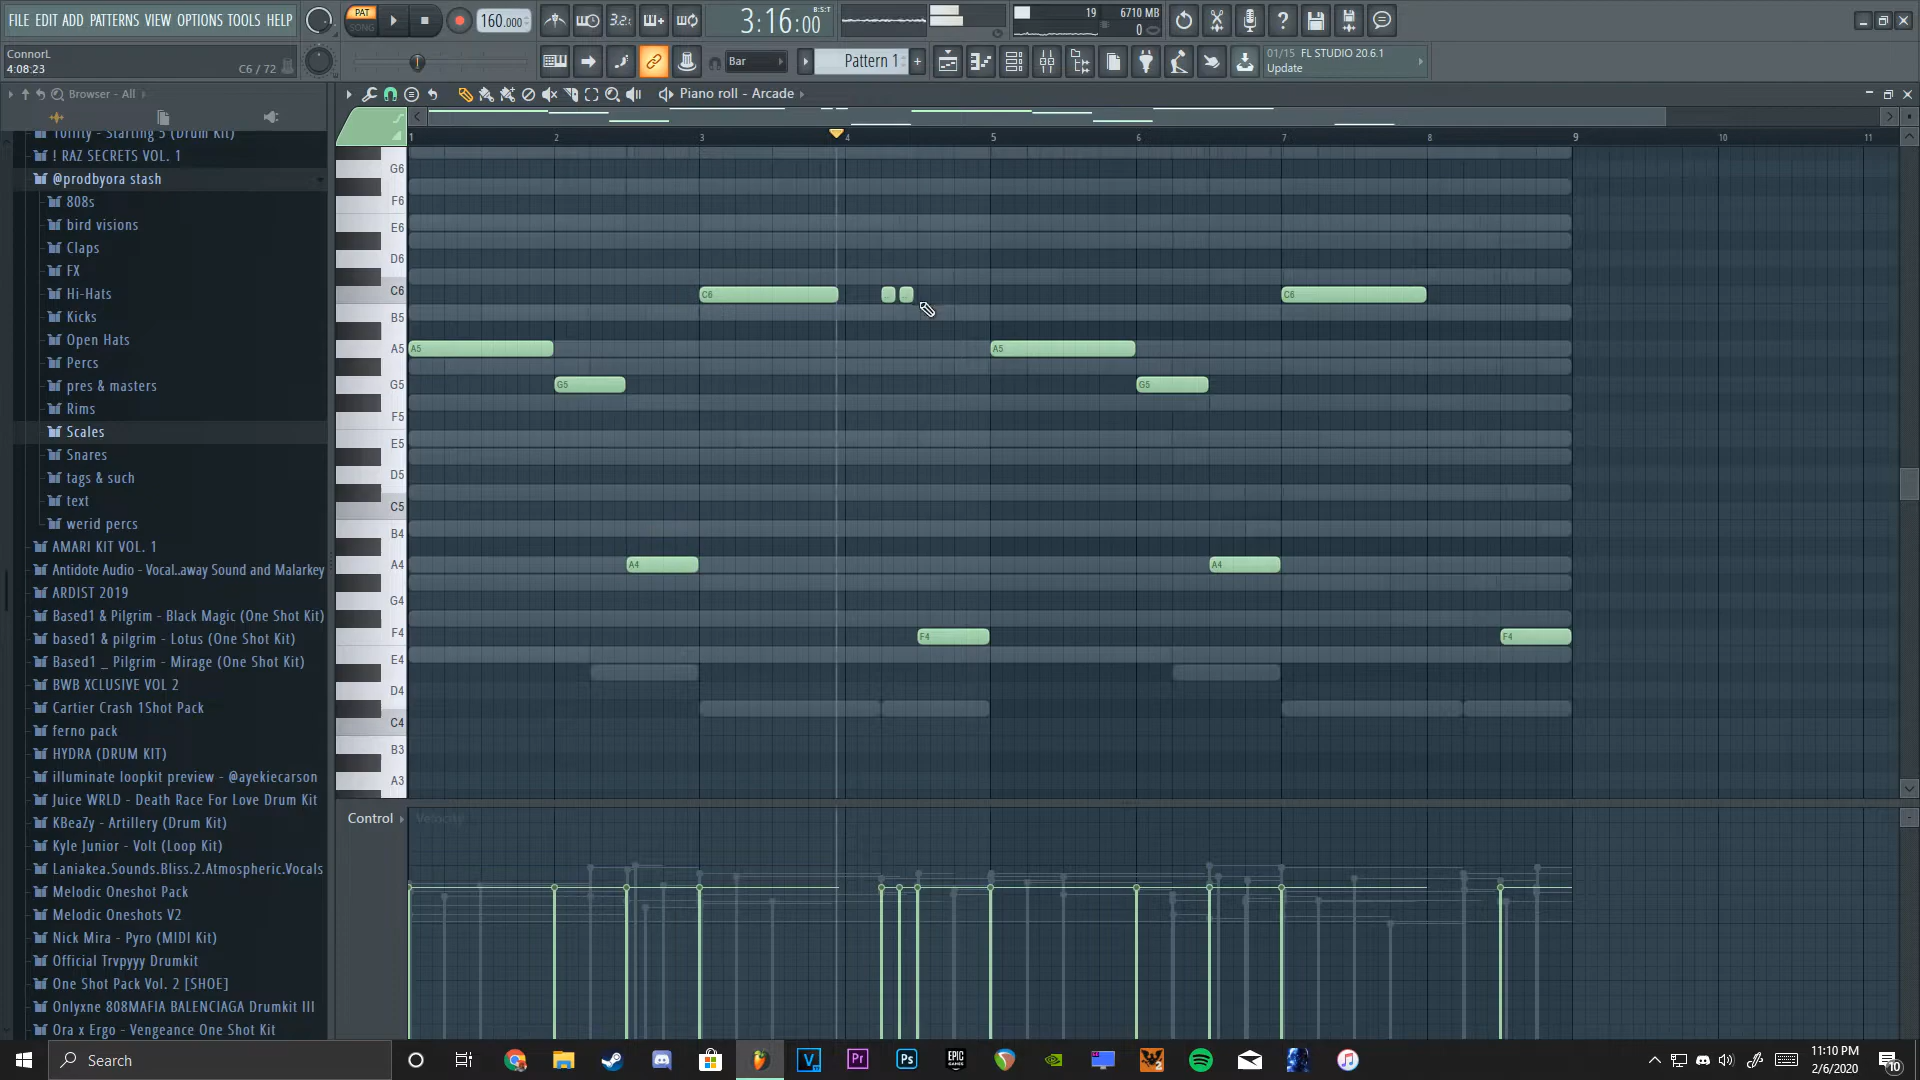 FILE EDIT ADD PATTERNS VIEW OPTIONS TOOLS HELP
PAT
SONG
160.000
3:16:00
B:S:T
19
6710 MB
0
ConnorL
4:08:23
C6 / 72
Bar
Pattern 1
01/15 FL STUDIO 20.6.1
Update
Browser - All
Piano roll - Arcade
! RAZ SECRETS VOL. 1
@prodbyora stash
808s
bird visions
Claps
FX
Hi-Hats
Kicks
Open Hats
Percs
pres & masters
Rims
Scales
Snares
tags & such
text
werid percs
AMARI KIT VOL. 1
Antidote Audio - Vocal..away Sound and Malarkey
ARDIST 2019
Based1 & Pilgrim - Black Magic (One Shot Kit)
based1 & pilgrim - Lotus (One Shot Kit)
Based1 _ Pilgrim - Mirage (One Shot Kit)
BWB XCLUSIVE VOL 2
Cartier Crash 1Shot Pack
ferno pack
HYDRA (DRUM KIT)
illuminate loopkit preview - @ayekiecarson
Juice WRLD - Death Race For Love Drum Kit
KBeaZy - Artillery (Drum Kit)
Kyle Junior - Volt (Loop Kit)
Laniakea.Sounds.Bliss.2.Atmospheric.Vocals
Melodic Oneshot Pack
Melodic Oneshots V2
Nick Mira - Pyro (MIDI Kit)
Official Trvpyyy Drumkit
One Shot Pack Vol. 2 [SHOE]
Onlyxne 808MAFIA BALENCIAGA Drumkit III
Ora x Ergo - Vengeance One Shot Kit
1 2 3 4 5 6 7 8 9 10 11
G6
F6
E6
D6
C6 C6 C6
B5
A5 A5 A5
G5 G5 G5
F5
E5
D5
C5
B4
A4 A4 A4
G4
F4 F4 F4
E4
D4
C4
B3
A3
Control
Velocity
Search
11:10 PM
2/6/2020
10